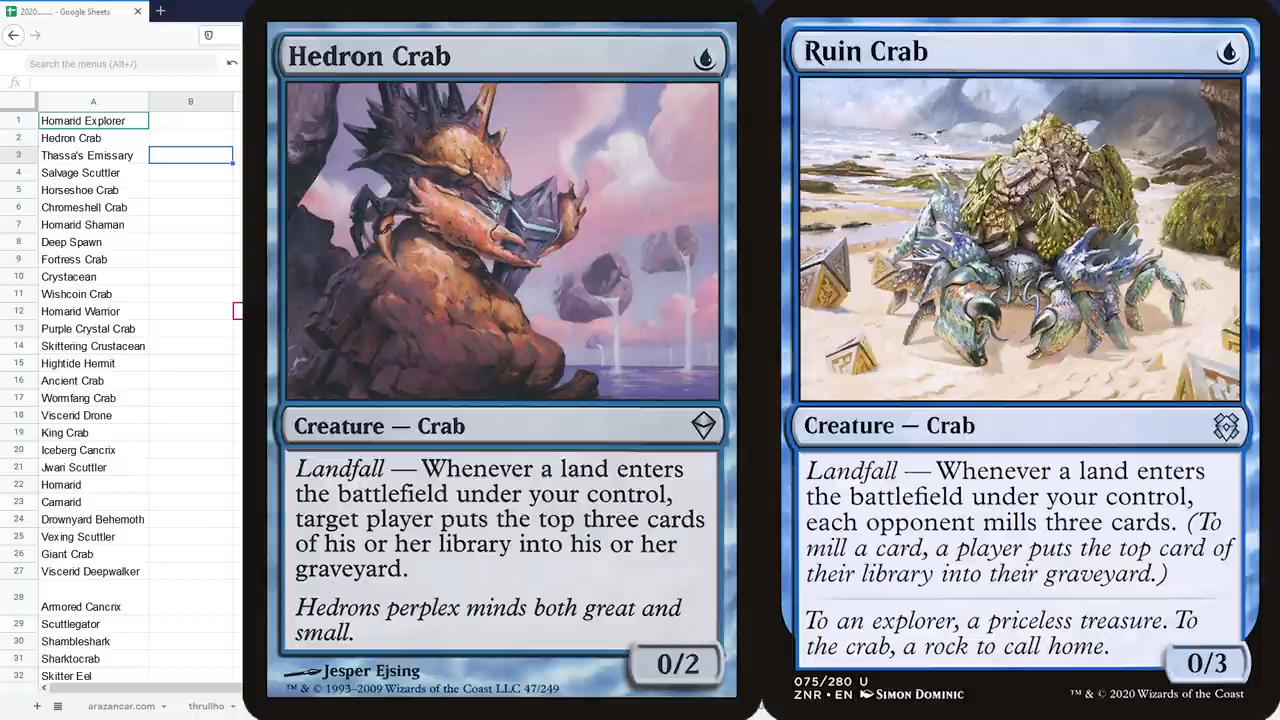 2020........ - Google Sheets
Search the menus (Alt+/)
fx
A B
1 Homarid Explorer
2 Hedron Crab
3 Thassa's Emissary
4 Salvage Scuttler
5 Horseshoe Crab
6 Chromeshell Crab
7 Homarid Shaman
8 Deep Spawn
9 Fortress Crab
10 Crystacean
11 Wishcoin Crab
12 Homarid Warrior
13 Purple Crystal Crab
14 Skittering Crustacean
15 Hightide Hermit
16 Ancient Crab
17 Wormfang Crab
18 Viscerid Drone
19 King Crab
20 Iceberg Cancrix
21 Jwari Scuttler
22 Homarid
23 Camarid
24 Drownyard Behemoth
25 Vexing Scuttler
26 Giant Crab
27 Viscerid Deepwalker
28 Armored Cancrix
29 Scuttlegator
30 Shambleshark
31 Sharktocrab
32 Skitter Eel
arazancar.com
thrullho
Hedron Crab
Creature — Crab
Landfall — Whenever a land enters
the battlefield under your control,
target player puts the top three cards
of his or her library into his or her
graveyard.
Hedrons perplex minds both great and
small.
0/2
Jesper Ejsing
™ & © 1993–2009 Wizards of the Coast LLC 47/249
Ruin Crab
Creature — Crab
Landfall — Whenever a land enters
the battlefield under your control,
each opponent mills three cards. (To
mill a card, a player puts the top card of
their library into their graveyard.)
To an explorer, a priceless treasure. To
the crab, a rock to call home.
0/3
075/280 U
ZNR • EN Simon Dominic
™ & © 2020 Wizards of the Coast